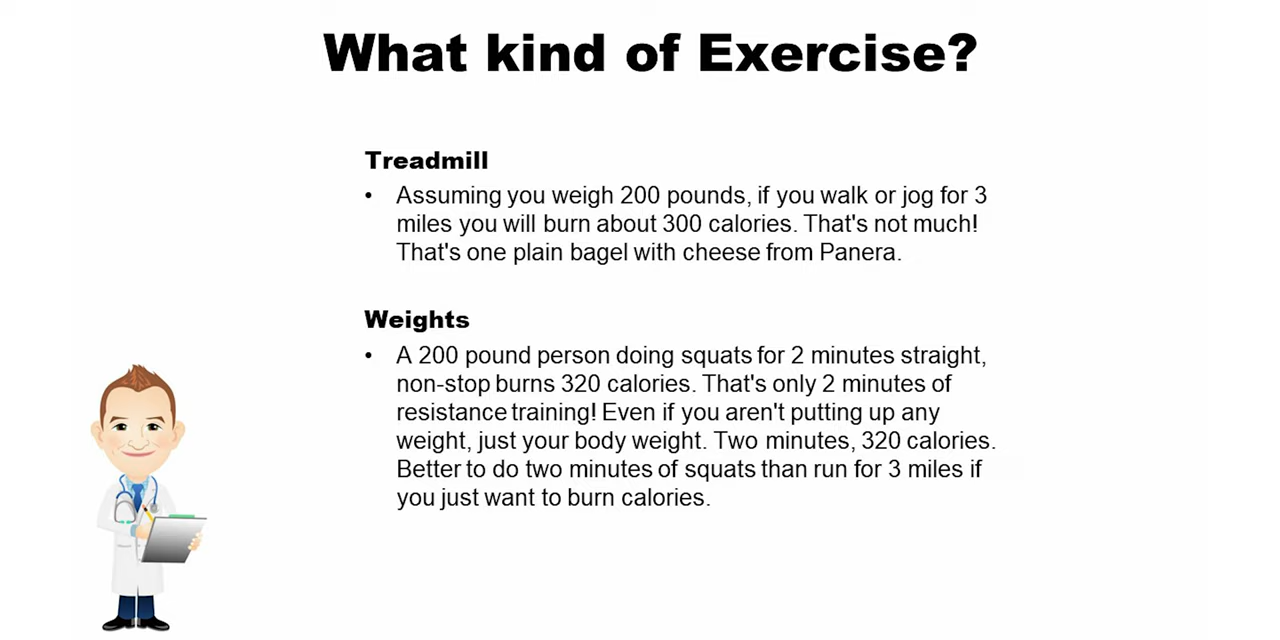 What kind of Exercise?
Treadmill
• Assuming you weigh 200 pounds, if you walk or jog for 3
miles you will burn about 300 calories. That's not much!
That's one plain bagel with cheese from Panera.
Weights
• A 200 pound person doing squats for 2 minutes straight,
non-stop burns 320 calories. That's only 2 minutes of
resistance training! Even if you aren't putting up any
weight, just your body weight. Two minutes, 320 calories.
Better to do two minutes of squats than run for 3 miles if
you just want to burn calories.